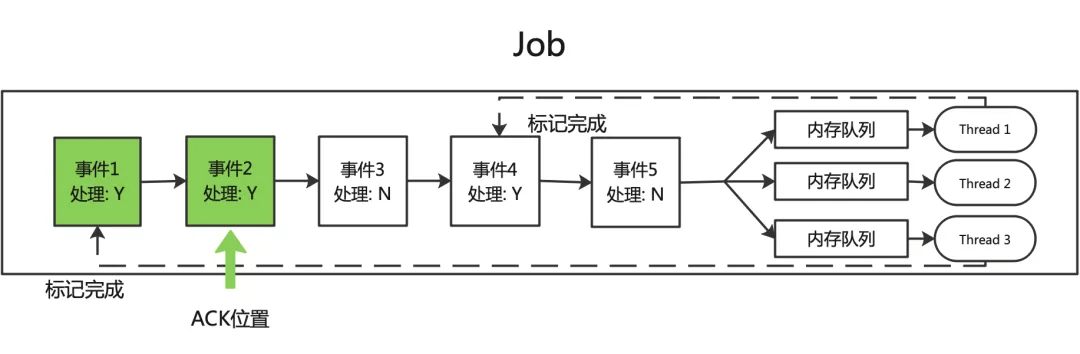 Job
事件1
处理: Y
事件2
处理: Y
事件3
处理: N
事件4
处理: Y
事件5
处理: N
标记完成
内存队列
Thread 1
内存队列
Thread 2
内存队列
Thread 3
标记完成
ACK位置